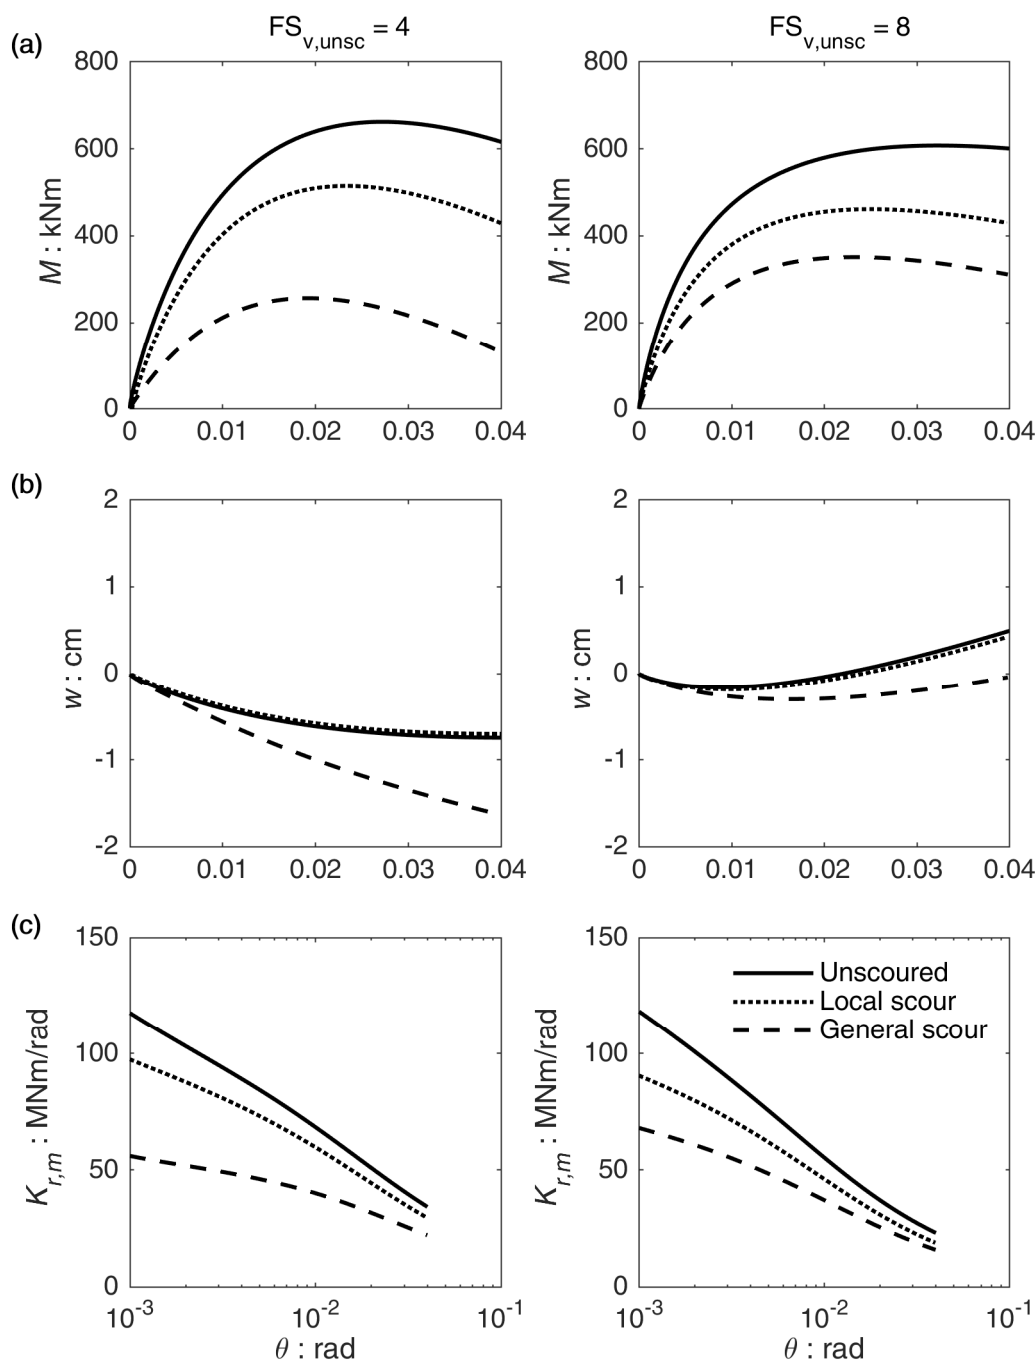 (a)
FSv,unsc = 4
FSv,unsc = 8
800
600
400
200
0
M : kNm
0 0.01 0.02 0.03 0.04
800
600
400
200
0
M : kNm
0 0.01 0.02 0.03 0.04
(b)
2
1
0
-1
-2
w : cm
0 0.01 0.02 0.03 0.04
2
1
0
-1
-2
w : cm
0 0.01 0.02 0.03 0.04
(c)
150
100
50
0
Kr,m : MNm/rad
10-3 10-2 10-1
θ : rad
150
100
50
0
Kr,m : MNm/rad
Unscoured
Local scour
General scour
10-3 10-2 10-1
θ : rad